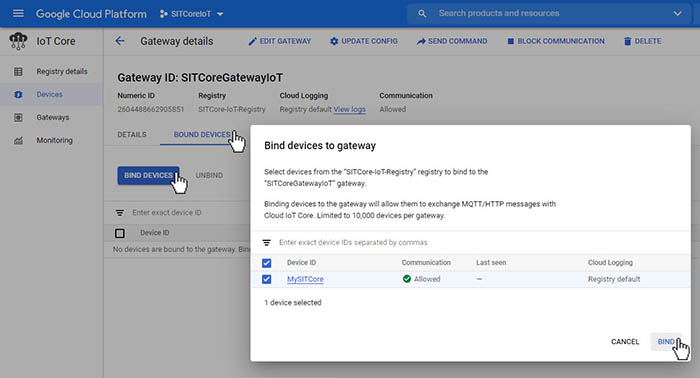 Google Cloud Platform
SITCoreIoT
Search products and resources
IoT Core
Gateway details
EDIT GATEWAY
UPDATE CONFIG
SEND COMMAND
BLOCK COMMUNICATION
DELETE
Registry details
Devices
Gateways
Monitoring
Gateway ID: SITCoreGatewayIoT
Numeric ID Registry Cloud Logging Communication
2604488662905851 SITCore-IoT-Registry Registry default View logs Allowed
DETAILS BOUND DEVICES
BIND DEVICES UNBIND
Enter exact device ID
Device ID
No devices are bound to the gateway.
Bind devices to gateway
Select devices from the "SITCore-IoT-Registry" registry to bind to the
"SITCoreGatewayIoT" gateway.
Binding devices to the gateway will allow them to exchange MQTT/HTTP messages with
Cloud IoT Core. Limited to 10,000 devices per gateway.
Enter exact device IDs separated by commas
Device ID Communication Last seen Cloud Logging
MySITCore Allowed — Registry default
1 device selected
CANCEL BIND